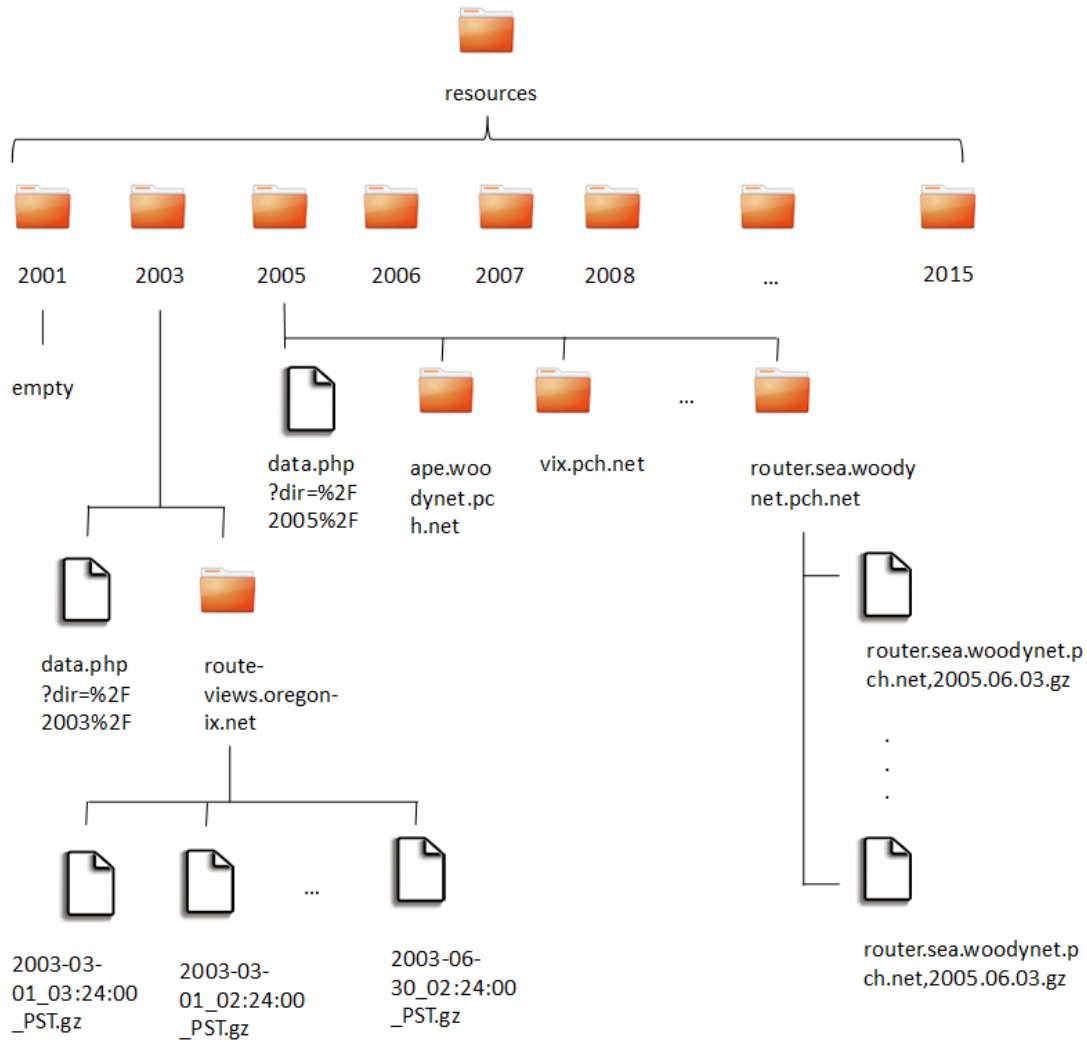 resources
2001
2003
2005
2006
2007
2008
...
2015
empty
data.php
?dir=%2F
2005%2F
ape.woo
dynet.pc
h.net
vix.pch.net
...
router.sea.woody
net.pch.net
data.php
?dir=%2F
2003%2F
route-
views.oregon-
ix.net
router.sea.woodynet.p
ch.net,2005.06.03.gz
.
.
.
router.sea.woodynet.p
ch.net,2005.06.03.gz
2003-03-
01_03:24:00
_PST.gz
2003-03-
01_02:24:00
_PST.gz
...
2003-06-
30_02:24:00
_PST.gz